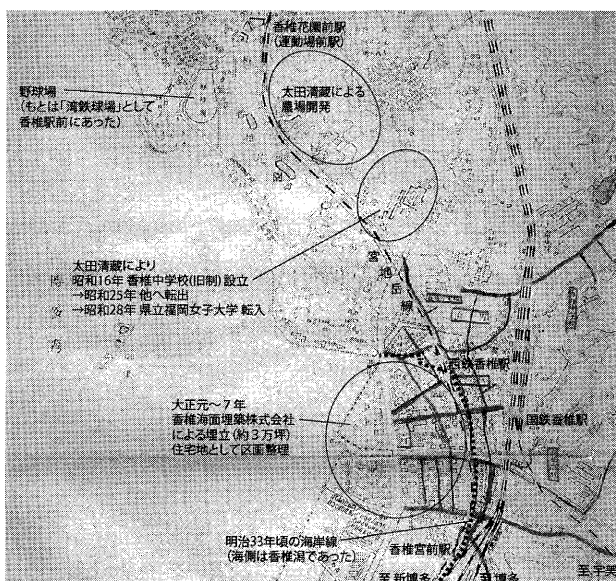 香椎花園前駅
(運動場前駅)
野球場
(もとは「湾鉄球場」として
香椎駅前にあった)
太田清蔵による
農場開発
宮地岳線
太田清蔵により
昭和16年 香椎中学校(旧制) 設立
→昭和25年 他へ転出
→昭和28年 県立福岡女子大学 転入
西鉄香椎駅
大正元〜7年
香椎海面埋築株式会社
による埋立(約3万坪)
住宅地として区画整理
国鉄香椎駅
明治33年頃の海岸線
(海側は香椎潟であった)
香椎宮前駅
至 新博多
至 博多
至 宇美